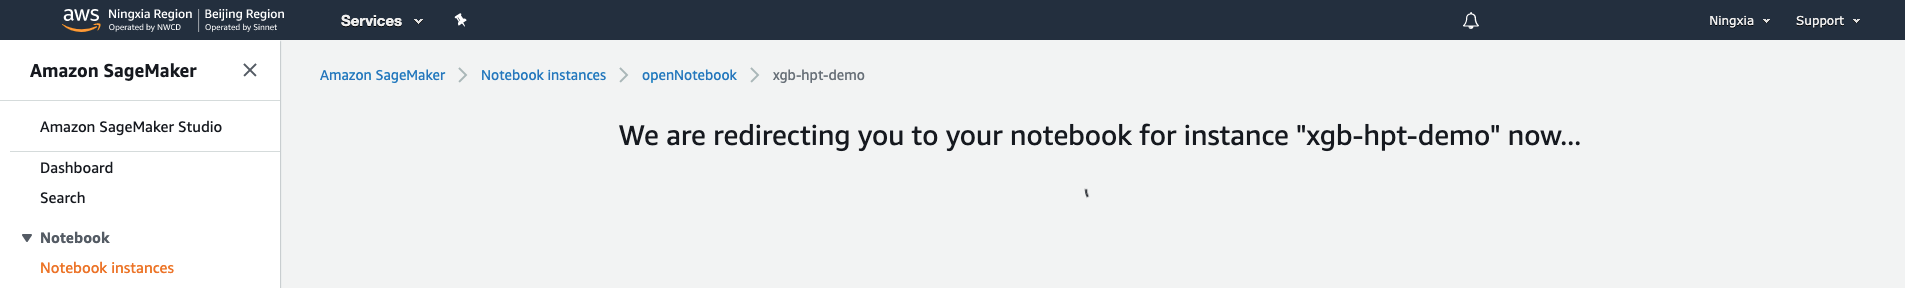 aws Ningxia Region Beijing Region Services Ningxia Support
Operated by NWCD Operated by Sinnet
Amazon SageMaker
Amazon SageMaker Studio
Dashboard
Search
Notebook
Notebook instances
Amazon SageMaker Notebook instances openNotebook xgb-hpt-demo
We are redirecting you to your notebook for instance "xgb-hpt-demo" now...